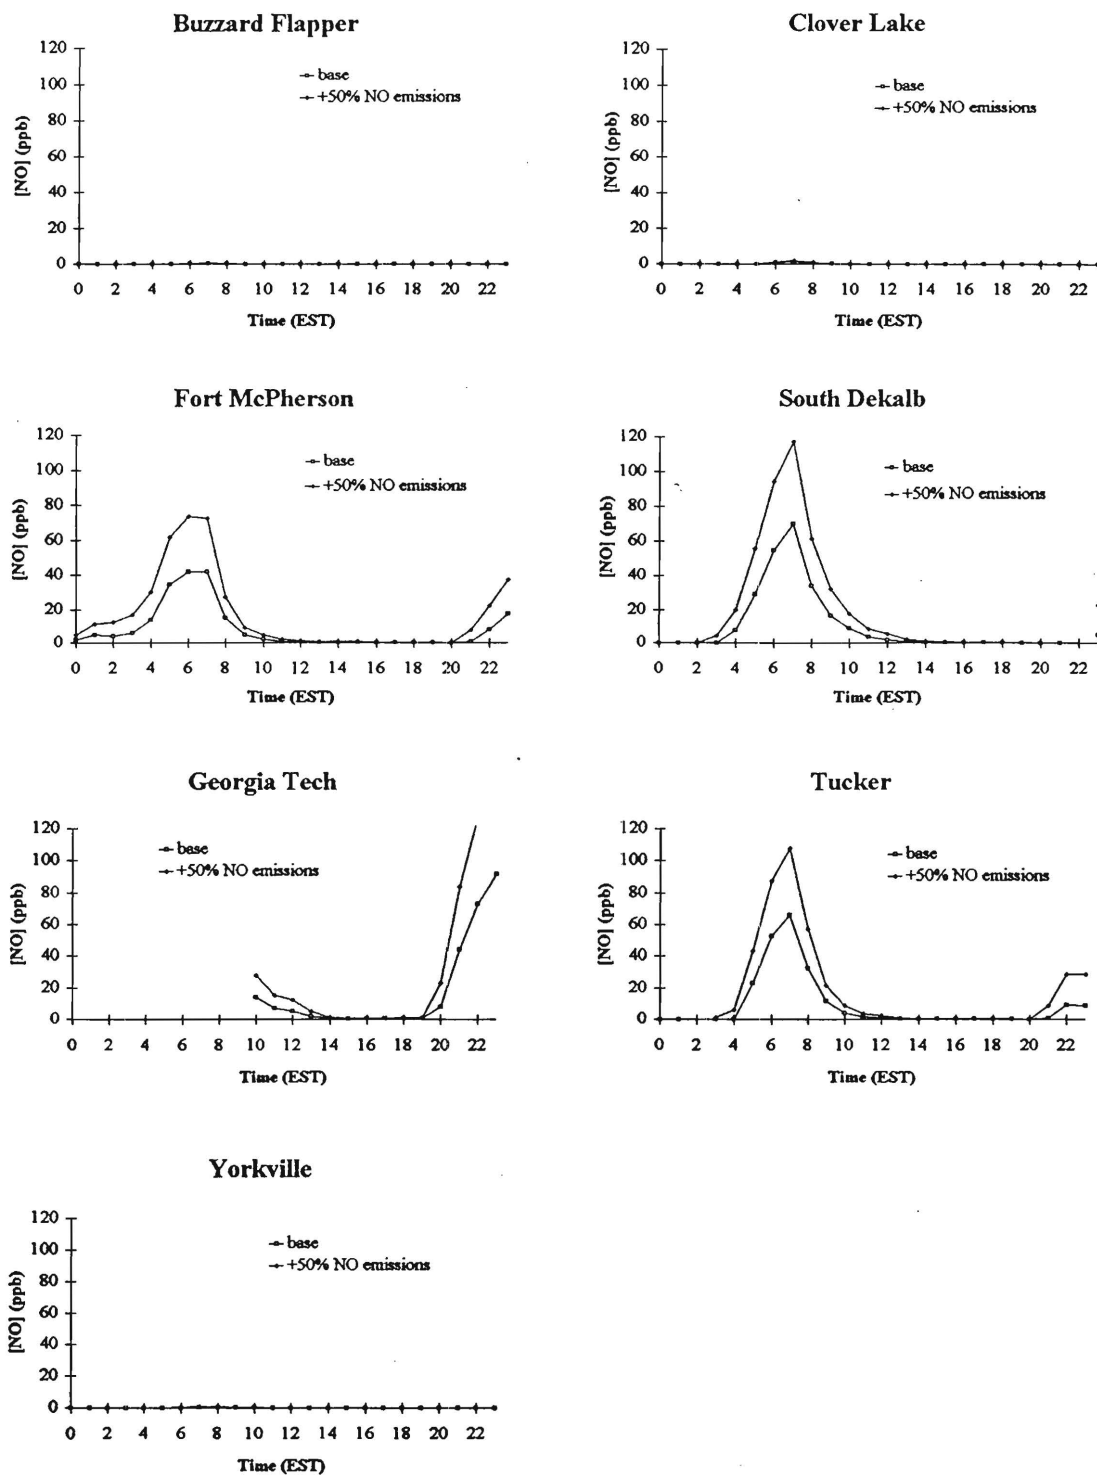 Buzzard Flapper
120
100
80
60
40
20
0
[NO] (ppb)
base
+50% NO emissions
0 2 4 6 8 10 12 14 16 18 20 22
Time (EST)
Clover Lake
120
100
80
60
40
20
0
[NO] (ppb)
base
+50% NO emissions
0 2 4 6 8 10 12 14 16 18 20 22
Time (EST)
Fort McPherson
120
100
80
60
40
20
0
[NO] (ppb)
base
+50% NO emissions
0 2 4 6 8 10 12 14 16 18 20 22
Time (EST)
South Dekalb
120
100
80
60
40
20
0
[NO] (ppb)
base
+50% NO emissions
0 2 4 6 8 10 12 14 16 18 20 22
Time (EST)
Georgia Tech
120
100
80
60
40
20
0
[NO] (ppb)
base
+50% NO emissions
0 2 4 6 8 10 12 14 16 18 20 22
Time (EST)
Tucker
120
100
80
60
40
20
0
[NO] (ppb)
base
+50% NO emissions
0 2 4 6 8 10 12 14 16 18 20 22
Time (EST)
Yorkville
120
100
80
60
40
20
0
[NO] (ppb)
base
+50% NO emissions
0 2 4 6 8 10 12 14 16 18 20 22
Time (EST)